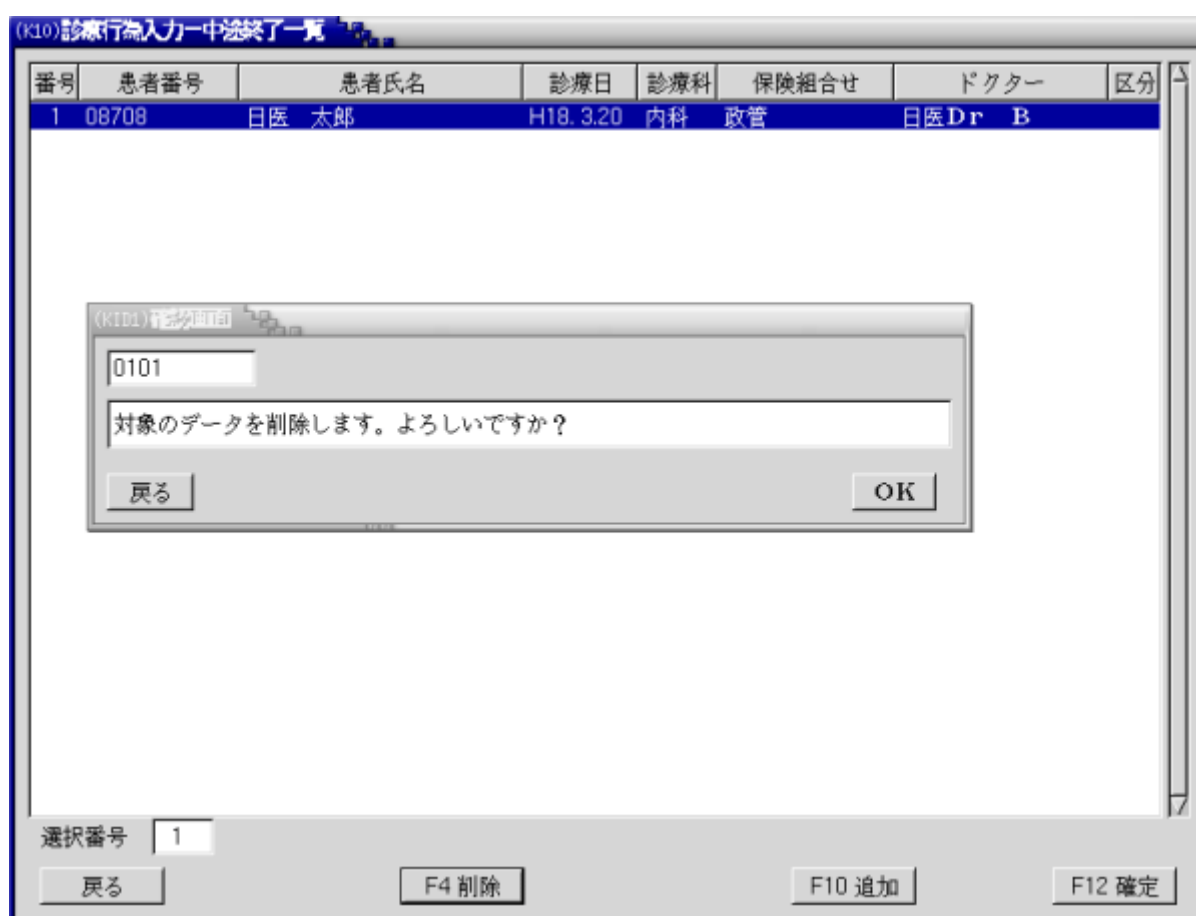 (K10)診療行為入力ー中途終了一覧
番号 患者番号 患者氏名 診療日 診療科 保険組合せ ドクター 区分
1 08708 日医 太郎 H18. 3.20 内科 政管 日医Dr B
(KID1)確認画面
0101
対象のデータを削除します。よろしいですか？
戻る OK
選択番号 1
戻る F4 削除 F10 追加 F12 確定